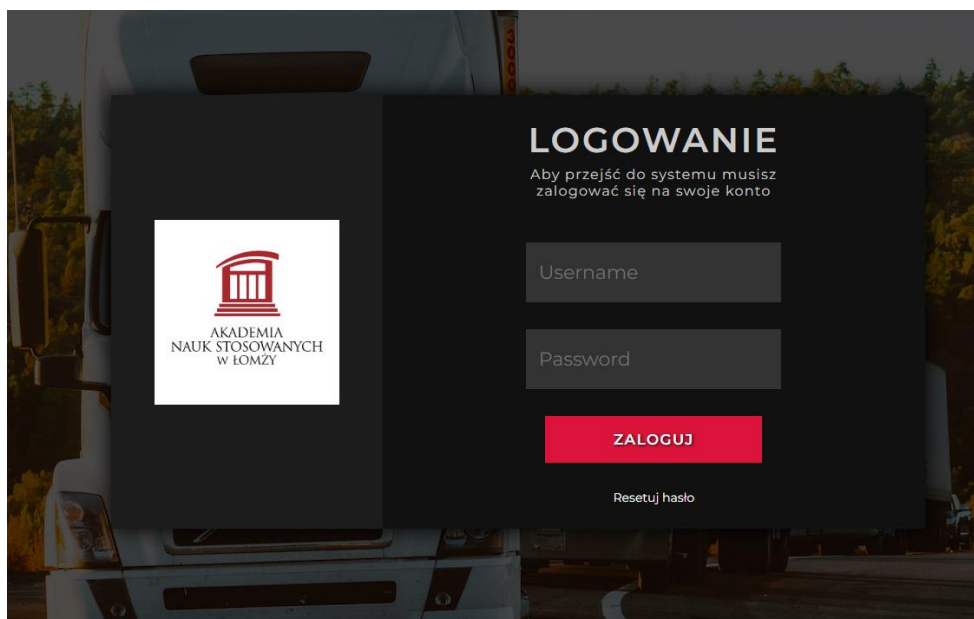 AKADEMIA
NAUK STOSOWANYCH
W ŁOMŻY
LOGOWANIE
Aby przejść do systemu musisz
zalogować się na swoje konto
Username
Password
ZALOGUJ
Resetuj hasło